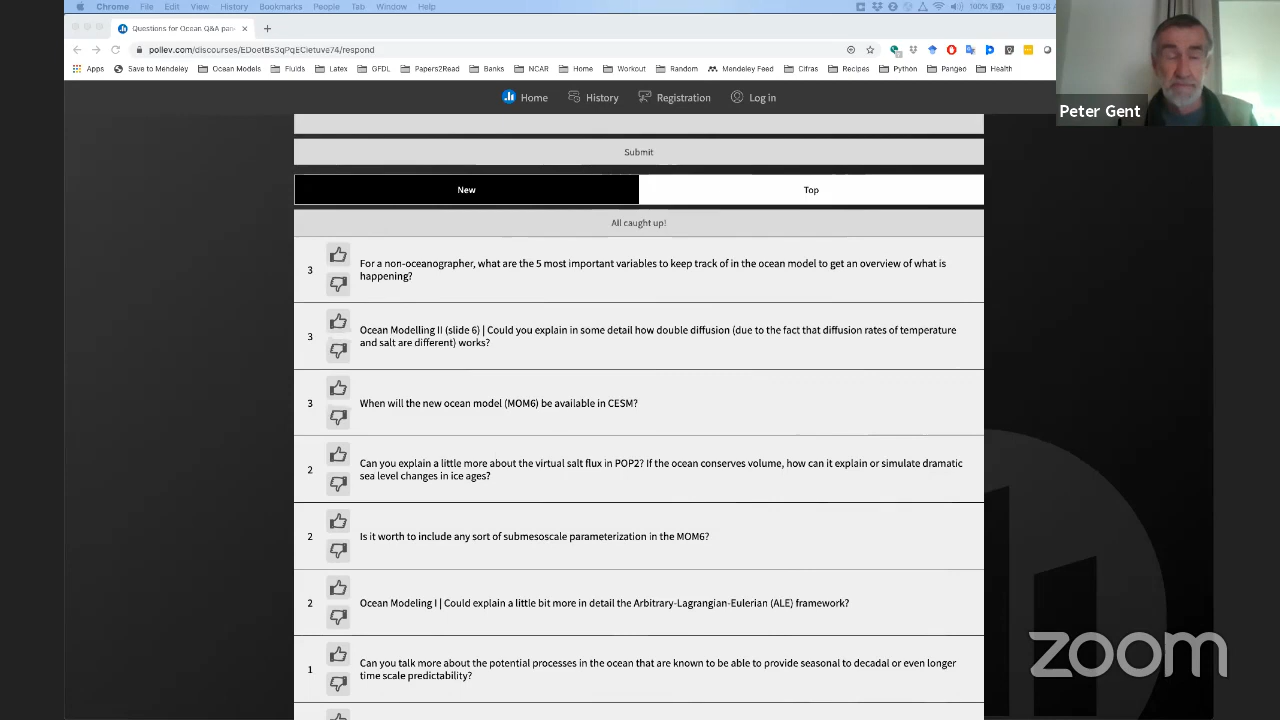 Chrome File Edit View History Bookmarks People Tab Window Help
100% Tue 9:08 A
Questions for Ocean Q&A pan
pollev.com/discourses/EDoetBs3qPqECietuve74/respond
Apps Save to Mendeley Ocean Models Fluids Latex GFDL Papers2Read Banks NCAR Home Workout Random Mendeley Feed Cifras Recipes Python Pangeo Health
Home History Registration Log in
Peter Gent
Submit
New Top
All caught up!
3
For a non-oceanographer, what are the 5 most important variables to keep track of in the ocean model to get an overview of what is
happening?
3
Ocean Modelling II (slide 6) | Could you explain in some detail how double diffusion (due to the fact that diffusion rates of temperature
and salt are different) works?
3
When will the new ocean model (MOM6) be available in CESM?
2
Can you explain a little more about the virtual salt flux in POP2? If the ocean conserves volume, how can it explain or simulate dramatic
sea level changes in ice ages?
2
Is it worth to include any sort of submesoscale parameterization in the MOM6?
2
Ocean Modeling I | Could explain a little bit more in detail the Arbitrary-Lagrangian-Eulerian (ALE) framework?
1
Can you talk more about the potential processes in the ocean that are known to be able to provide seasonal to decadal or even longer
time scale predictability?
zoom